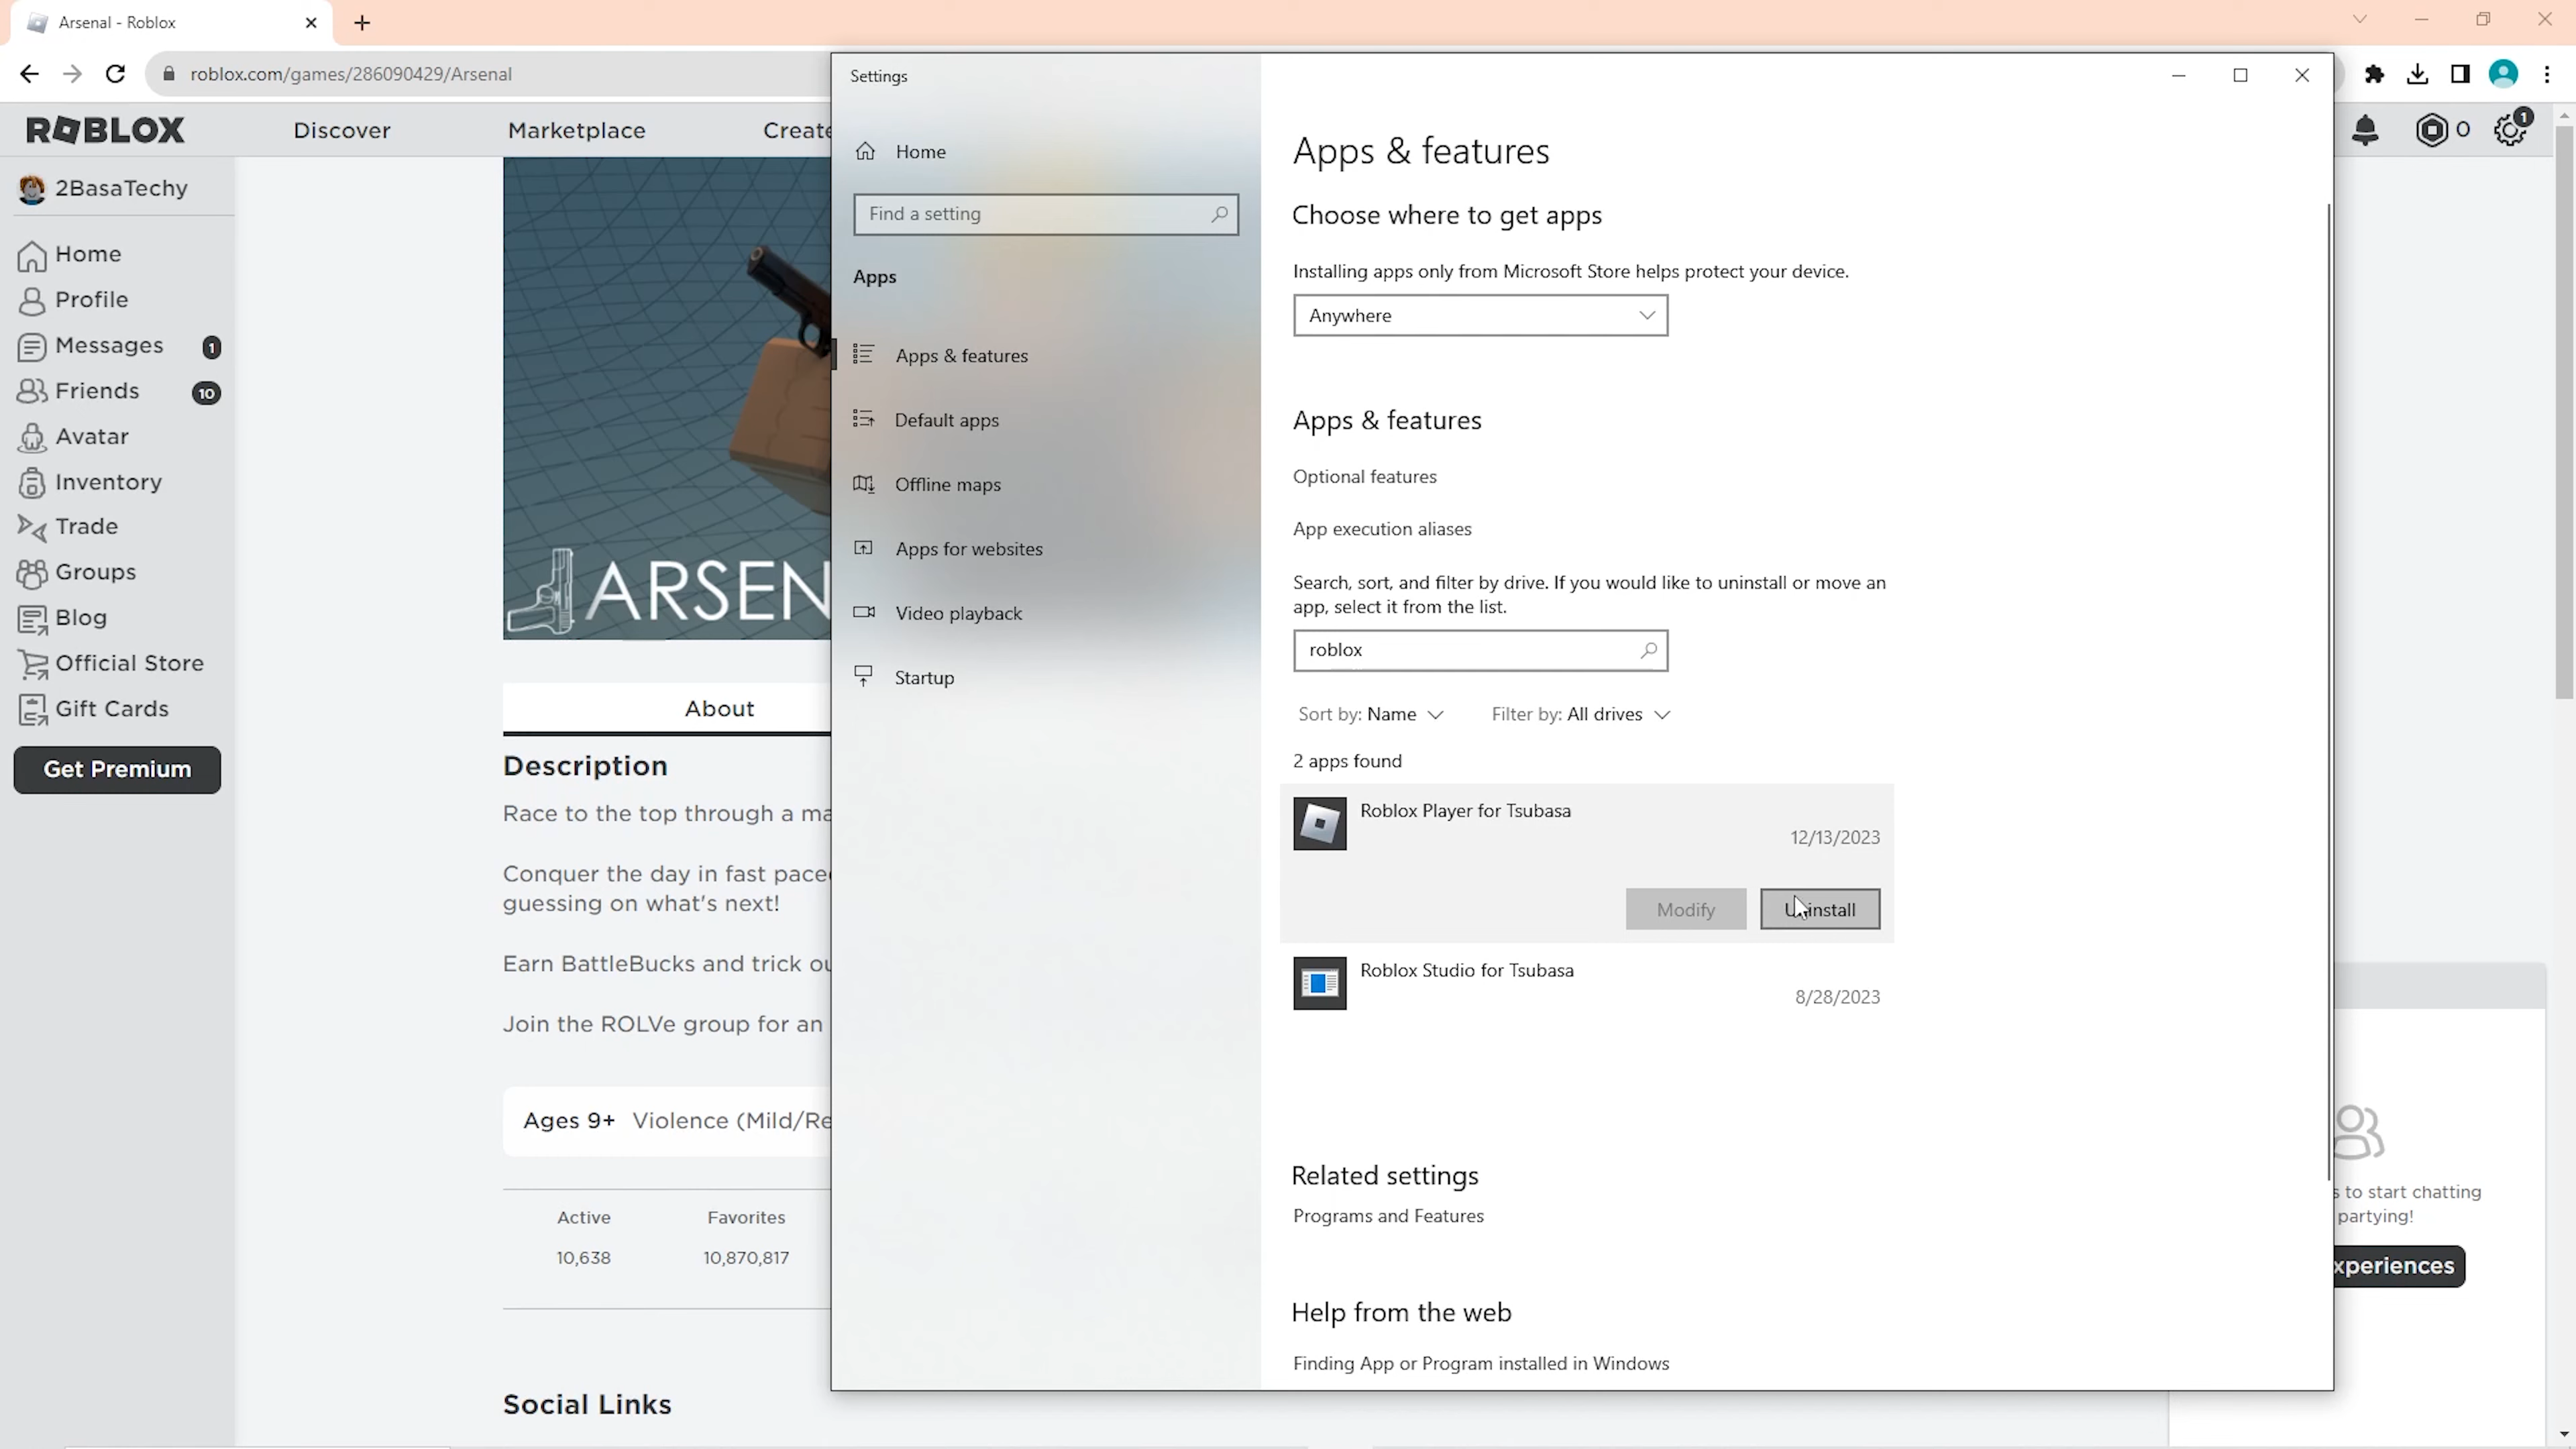 Arsenal - Roblox
roblox.com/games/286090429/Arsenal
ROBLOX
Discover
Marketplace
Create
0
1
2BasaTechy
Home
Profile
Messages
1
Friends
10
Avatar
Inventory
Trade
Groups
Blog
Official Store
Gift Cards
Get Premium
ARSEN
About
Description
Race to the top through a ma
Conquer the day in fast pace
guessing on what's next!
Earn BattleBucks and trick ou
Join the ROLVe group for an
Ages 9+ Violence (Mild/Re
Active
Favorites
10,638
10,870,817
Social Links
Settings
Home
Find a setting
Apps
Apps & features
Default apps
Offline maps
Apps for websites
Video playback
Startup
Apps & features
Choose where to get apps
Installing apps only from Microsoft Store helps protect your device.
Anywhere
Apps & features
Optional features
App execution aliases
Search, sort, and filter by drive. If you would like to uninstall or move an
app, select it from the list.
roblox
Sort by: Name
Filter by: All drives
2 apps found
Roblox Player for Tsubasa
12/13/2023
Modify
Uninstall
Roblox Studio for Tsubasa
8/28/2023
Related settings
Programs and Features
Help from the web
Finding App or Program installed in Windows
s to start chatting
partying!
xperiences